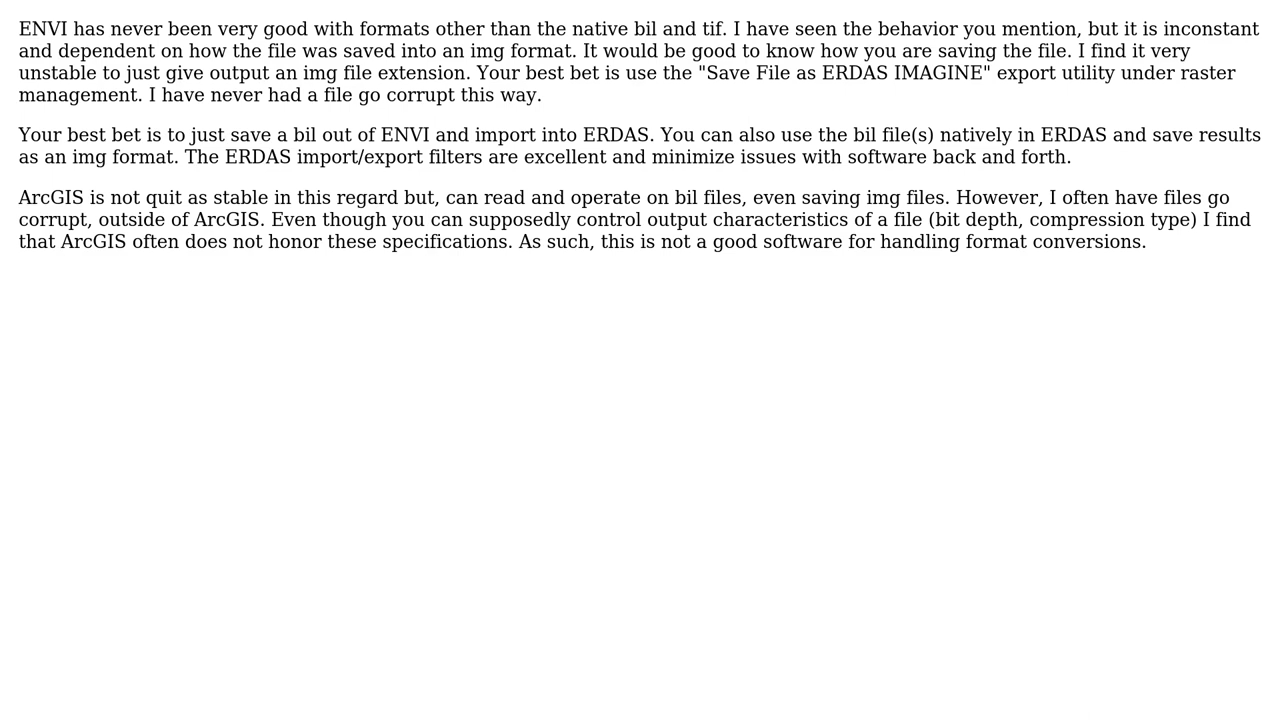 ENVI has never been very good with formats other than the native bil and tif. I have seen the behavior you mention, but it is inconstant
and dependent on how the file was saved into an img format. It would be good to know how you are saving the file. I find it very
unstable to just give output an img file extension. Your best bet is use the "Save File as ERDAS IMAGINE" export utility under raster
management. I have never had a file go corrupt this way.
Your best bet is to just save a bil out of ENVI and import into ERDAS. You can also use the bil file(s) natively in ERDAS and save results
as an img format. The ERDAS import/export filters are excellent and minimize issues with software back and forth.
ArcGIS is not quit as stable in this regard but, can read and operate on bil files, even saving img files. However, I often have files go
corrupt, outside of ArcGIS. Even though you can supposedly control output characteristics of a file (bit depth, compression type) I find
that ArcGIS often does not honor these specifications. As such, this is not a good software for handling format conversions.